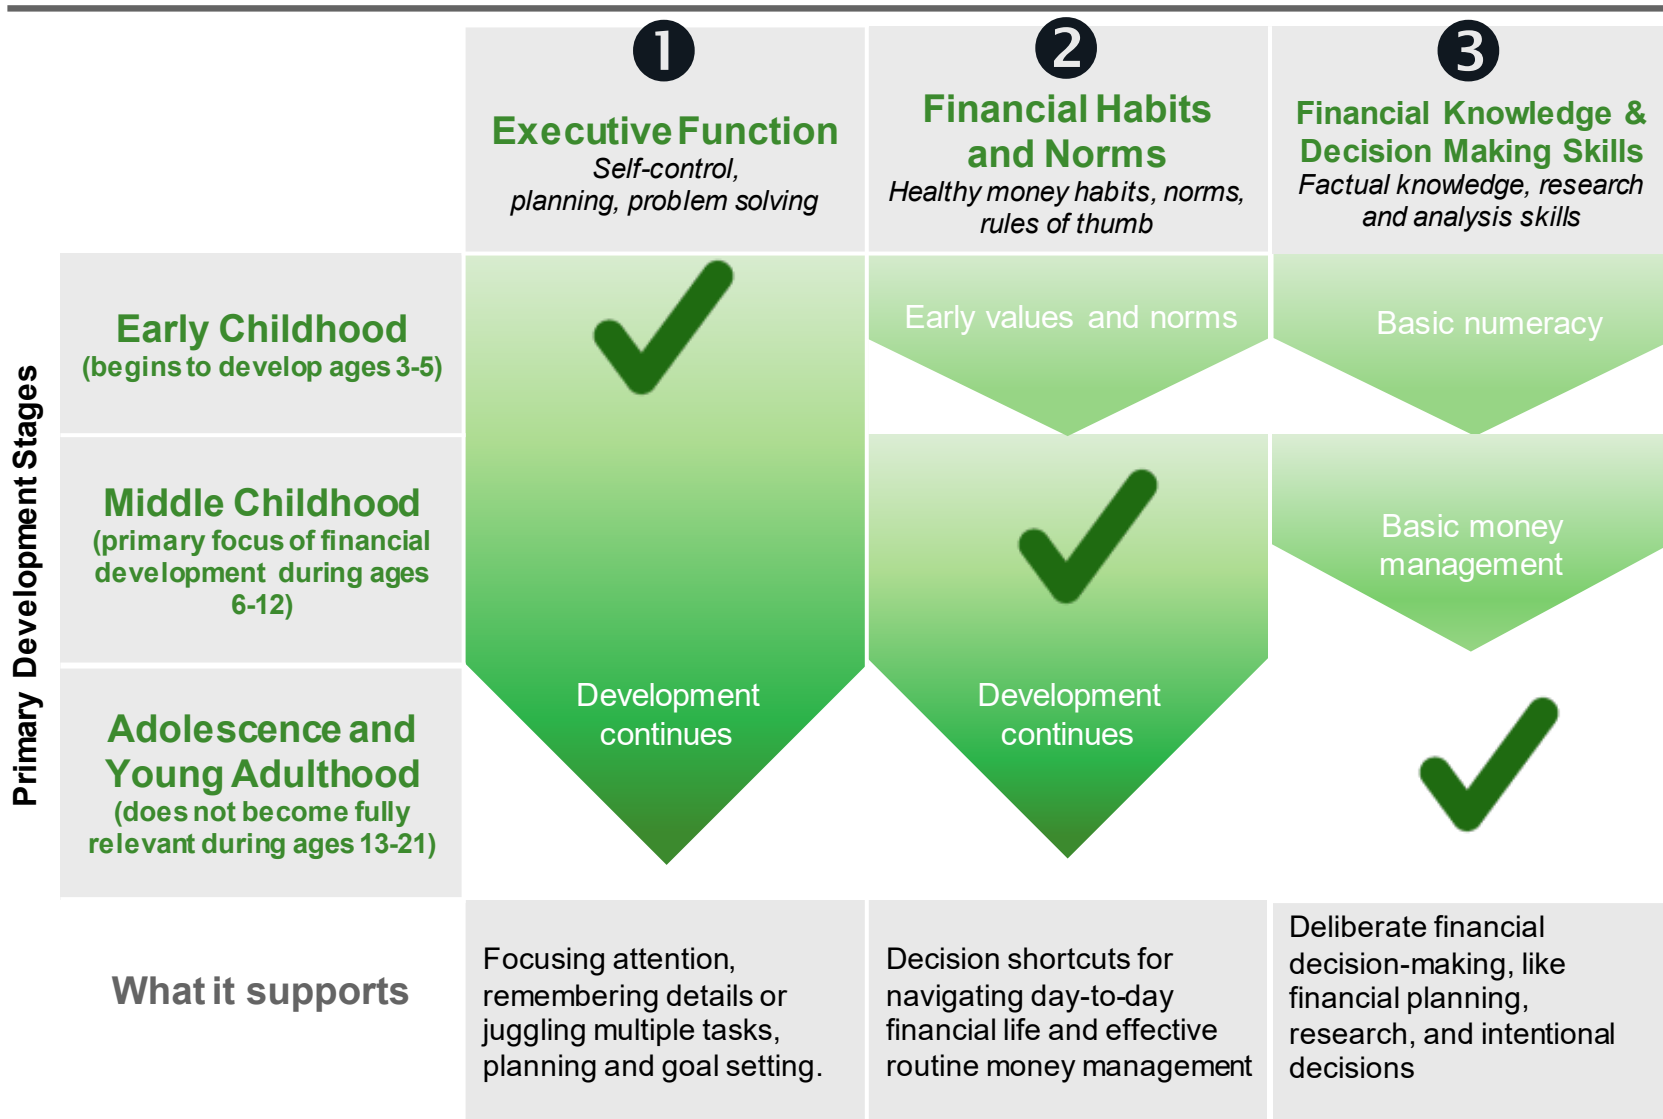 1
Executive Function
Self-control,
planning, problem solving
2
Financial Habits
and Norms
Healthy money habits, norms,
rules of thumb
3
Financial Knowledge &
Decision Making Skills
Factual knowledge, research
and analysis skills
Primary Development Stages
Early Childhood
(begins to develop ages 3-5)
Early values and norms
Basic numeracy
Middle Childhood
(primary focus of financial
development during ages
6-12)
Basic money
management
Adolescence and
Young Adulthood
(does not become fully
relevant during ages 13-21)
Development
continues
Development
continues
What it supports
Focusing attention,
remembering details or
juggling multiple tasks,
planning and goal setting.
Decision shortcuts for
navigating day-to-day
financial life and effective
routine money management
Deliberate financial
decision-making, like
financial planning,
research, and intentional
decisions